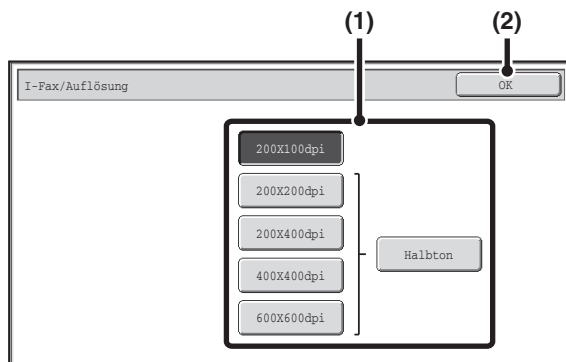 (1) (2)
I-Fax/Auflösung OK
200X100dpi
200X200dpi
200X400dpi
Halbton
400X400dpi
600X600dpi